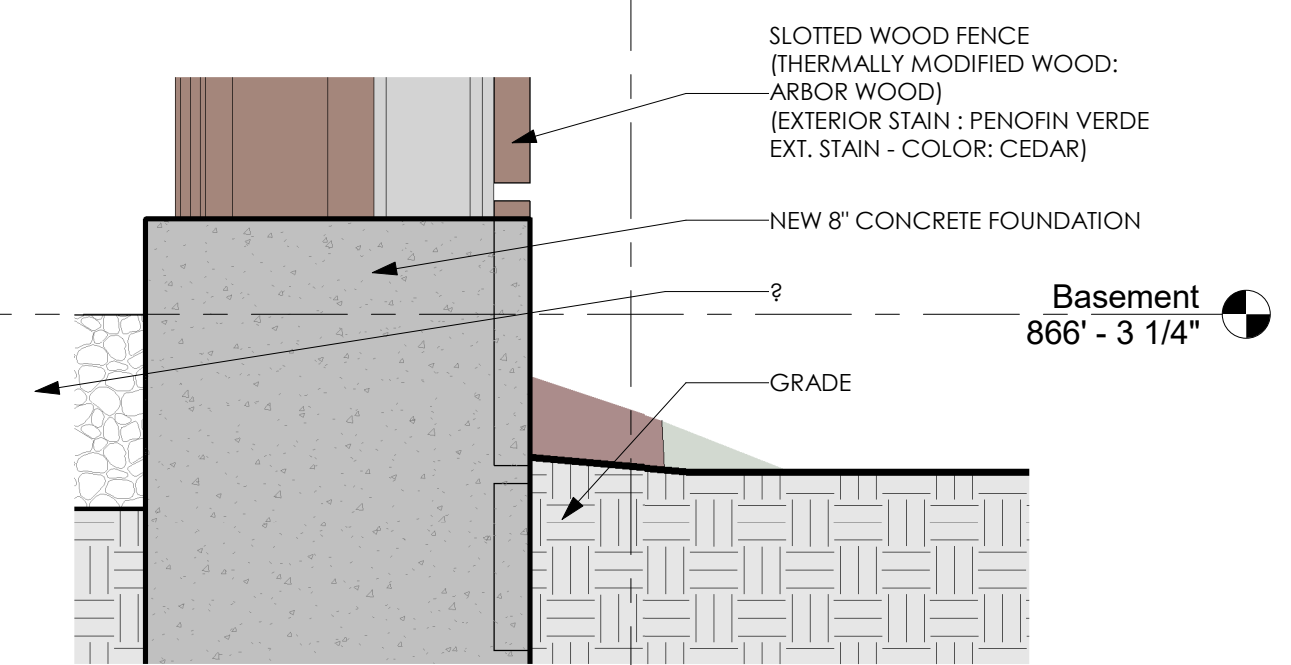 SLOTTED WOOD FENCE
(THERMALLY MODIFIED WOOD:
ARBOR WOOD)
(EXTERIOR STAIN : PENOFIN VERDE
EXT. STAIN - COLOR: CEDAR)
NEW 8" CONCRETE FOUNDATION
?
Basement
866' - 3 1/4"
GRADE